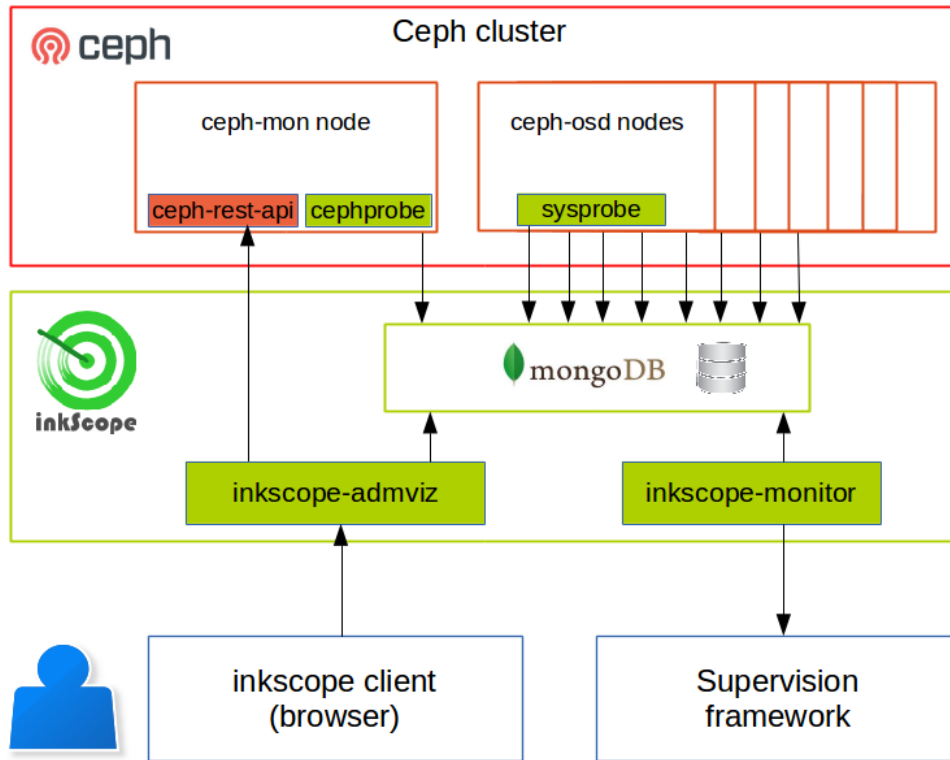 ceph
Ceph cluster
ceph-mon node
ceph-osd nodes
ceph-rest-api
cephprobe
sysprobe
inkScope
mongoDB
inkscope-admviz
inkscope-monitor
inkscope client
(browser)
Supervision
framework